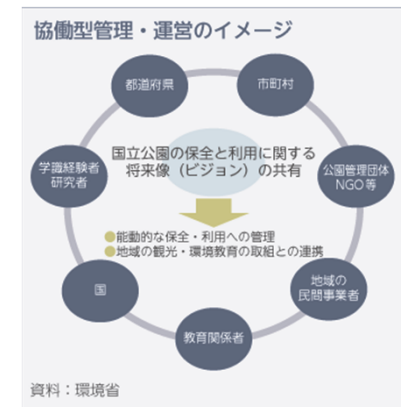 協働型管理・運営のイメージ
都道府県
市町村
国立公園の保全と利用に関する
将来像（ビジョン）の共有
学識経験者
研究者
公園管理団体
NGO等
●能動的な保全・利用への管理
●地域の観光・環境教育の取組との連携
国
地域の
民間事業者
教育関係者
資料：環境省